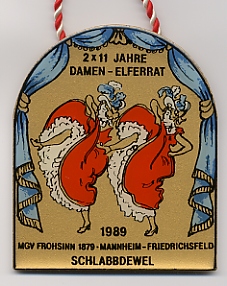 2 x 11 JAHRE
DAMEN - ELFERRAT
1989
MGV FROHSINN 1879 - MANNHEIM - FRIEDRICHSFELD
SCHLABBDEWEL